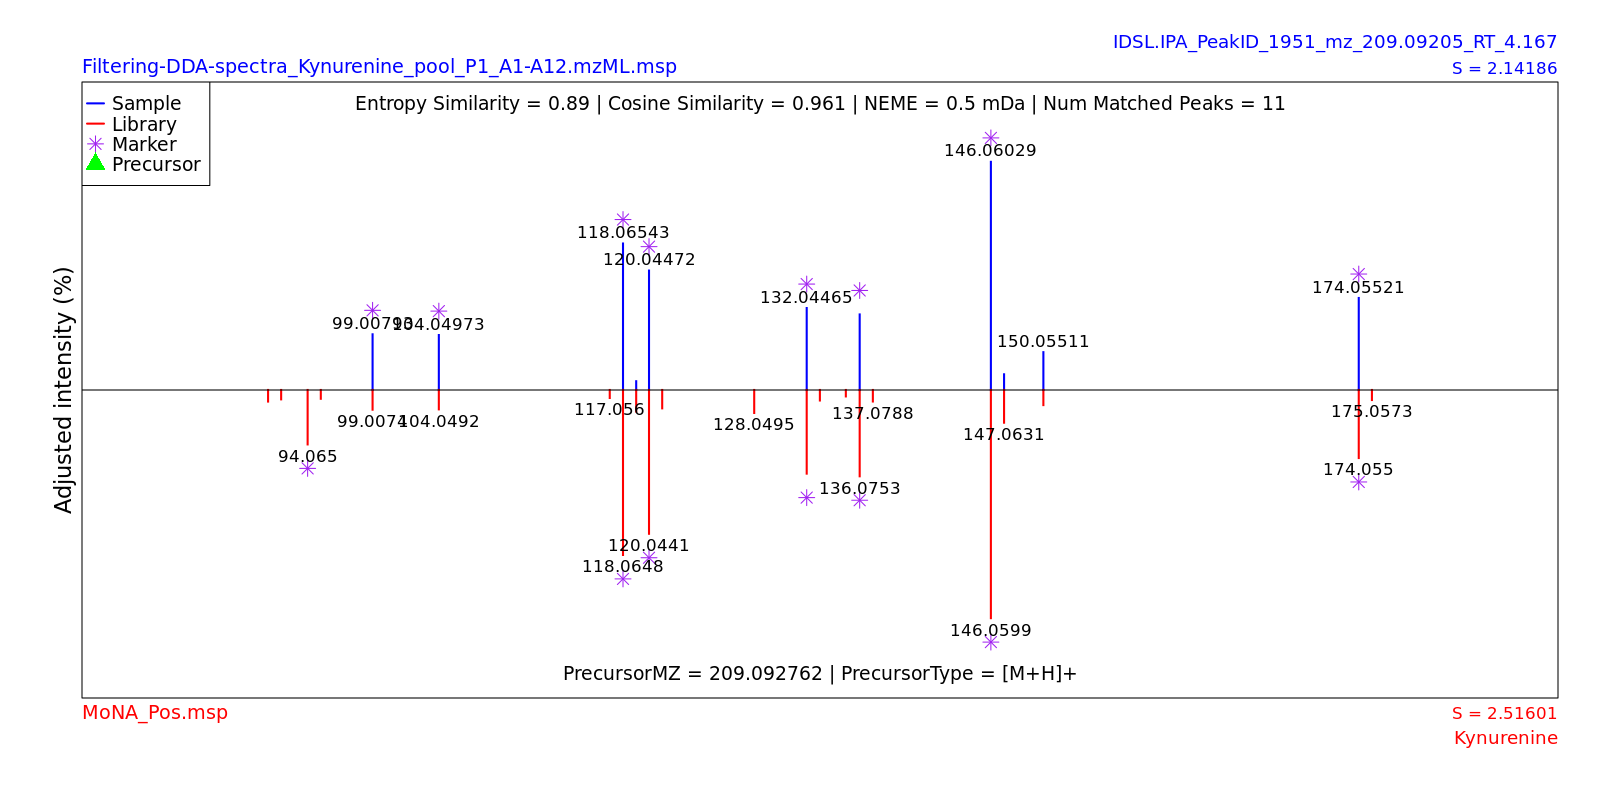 IDSL.IPA_PeakID_1951_mz_209.09205_RT_4.167
Filtering-DDA-spectra_Kynurenine_pool_P1_A1-A12.mzML.msp
S = 2.14186
Sample
Library
Marker
Precursor
Entropy Similarity = 0.89 | Cosine Similarity = 0.961 | NEME = 0.5 mDa | Num Matched Peaks = 11
146.06029
118.06543
120.04472
174.05521
132.04465
99.00793
104.04973
150.05511
Adjusted intensity (%)
117.056
175.0573
137.0788
99.0074
104.0492
128.0495
147.0631
94.065
174.055
136.0753
120.0441
118.0648
146.0599
PrecursorMZ = 209.092762 | PrecursorType = [M+H]+
MoNA_Pos.msp
S = 2.51601
Kynurenine